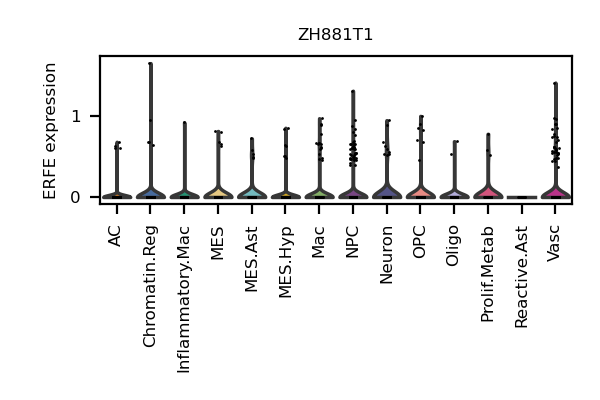 ZH881T1
ERFE expression
1
0
AC
Chromatin.Reg
Inflammatory.Mac
MES
MES.Ast
MES.Hyp
Mac
NPC
Neuron
OPC
Oligo
Prolif.Metab
Reactive.Ast
Vasc